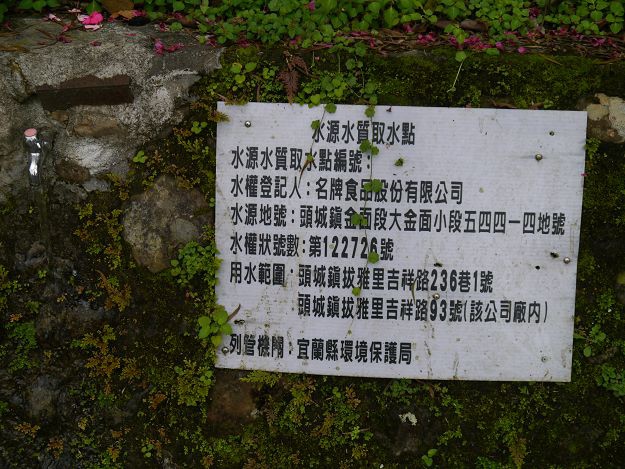 水源水質取水點
水源水質取水點編號：
水權登記人：名牌食品股份有限公司
水源地號：頭城鎮金面段大金面小段五四四一四地號
水權狀號數：第122726號
用水範圍：頭城鎮拔雅里吉祥路236巷1號
頭城鎮拔雅里吉祥路93號(該公司廠內)
列管機關：宜蘭縣環境保護局